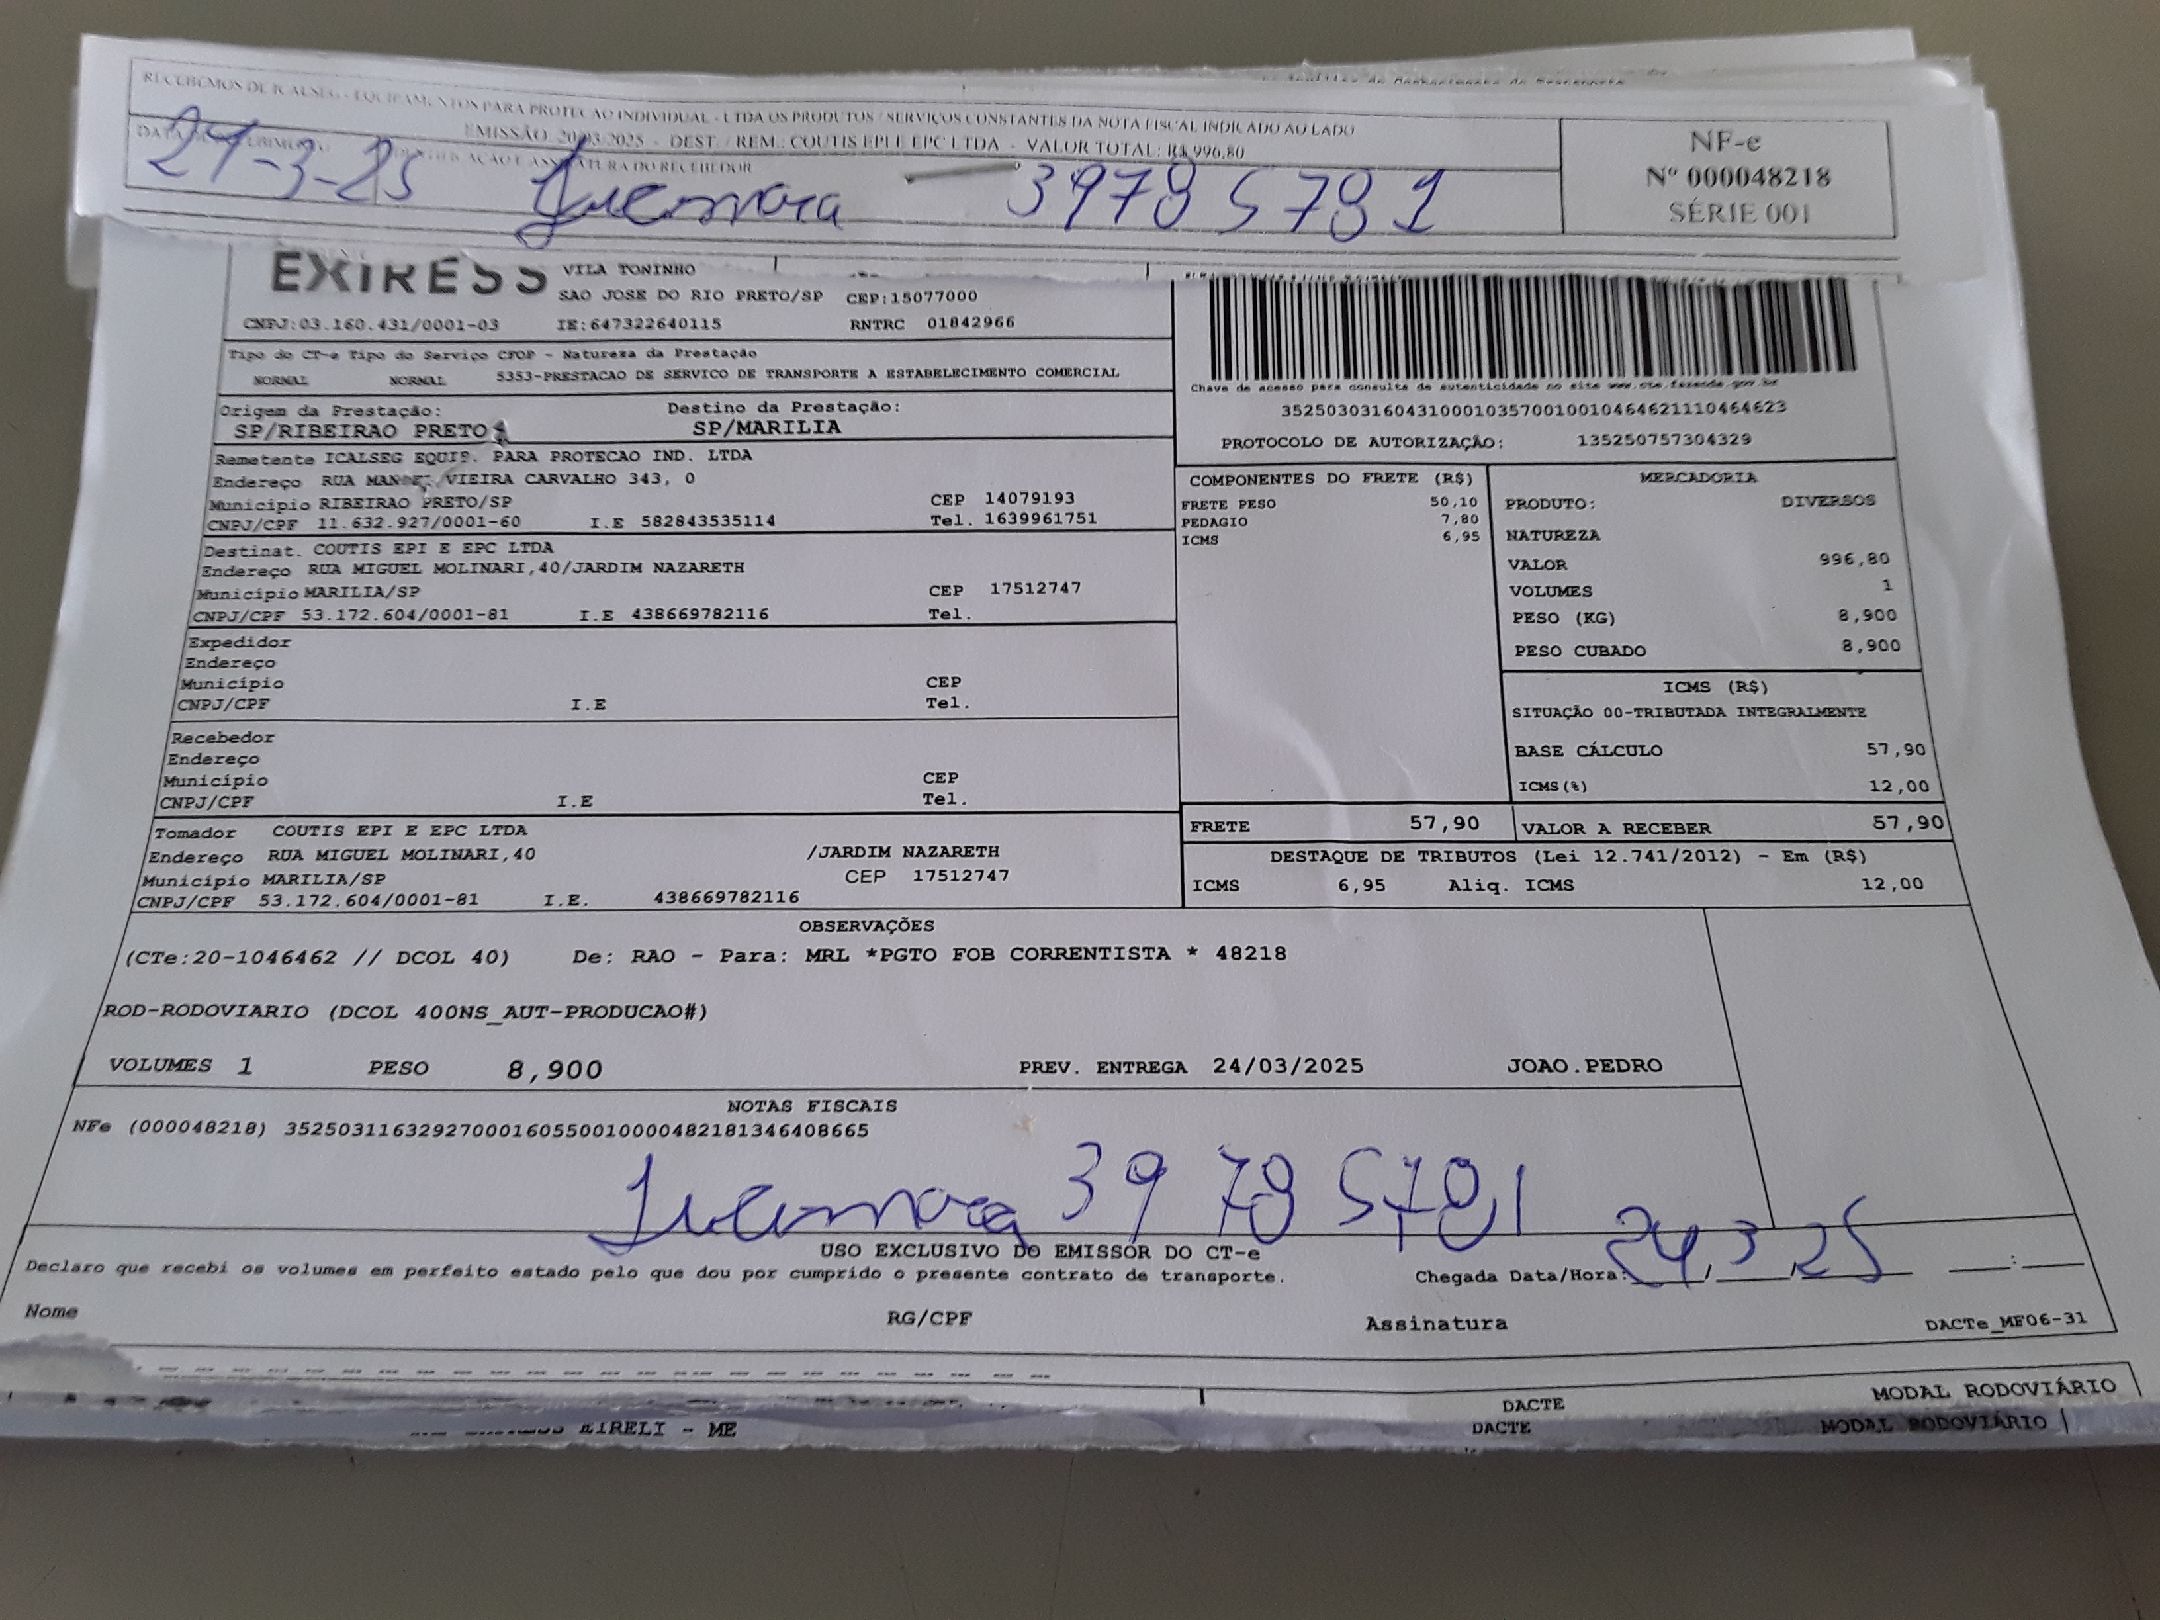 RECEBEMOS DE ICALSEG - EQUIPAMENTOS PARA PROTECAO INDIVIDUAL - LTDA OS PRODUTOS / SERVIÇOS CONSTANTES DA NOTA FISCAL INDICADO AO LADO
EMISSÃO: 20/03/2025 - DEST. / REM.: COUTIS EPI E EPC LTDA - VALOR TOTAL: R$ 996,80
ASSINATURA DO RECEBEDOR
24-3-25 39785781
NF-e
Nº 000048218
SÉRIE 001
VILA TONINHO
SAO JOSE DO RIO PRETO/SP CEP:15077000
CNPJ:03.160.431/0001-03 IE:647322640115 RNTRC 01842966
Tipo do CT-e Tipo do Serviço CFOP - Natureza da Prestação
NORMAL NORMAL 5353-PRESTACAO DE SERVICO DE TRANSPORTE A ESTABELECIMENTO COMERCIAL
Chave de acesso para consulta de autenticidade no site www.cte.fazenda.gov.br
35250303160431000103570010010464621110464623
PROTOCOLO DE AUTORIZAÇÃO: 135250757304329
Origem da Prestação: Destino da Prestação:
SP/RIBEIRAO PRETO SP/MARILIA
Remetente ICALSEG EQUIP. PARA PROTECAO IND. LTDA
Endereço RUA MANOEL VIEIRA CARVALHO 343, 0
Município RIBEIRAO PRETO/SP CEP 14079193
CNPJ/CPF 11.632.927/0001-60 I.E 582843535114 Tel. 1639961751
Destinat. COUTIS EPI E EPC LTDA
Endereço RUA MIGUEL MOLINARI,40/JARDIM NAZARETH
Município MARILIA/SP CEP 17512747
CNPJ/CPF 53.172.604/0001-81 I.E 438669782116 Tel.
Expedidor
Endereço
Município CEP
CNPJ/CPF I.E Tel.
Recebedor
Endereço
Município CEP
CNPJ/CPF I.E Tel.
Tomador COUTIS EPI E EPC LTDA
Endereço RUA MIGUEL MOLINARI,40 /JARDIM NAZARETH
Município MARILIA/SP CEP 17512747
CNPJ/CPF 53.172.604/0001-81 I.E. 438669782116
COMPONENTES DO FRETE (R$)
FRETE PESO 50,10
PEDAGIO 7,80
ICMS 6,95
MERCADORIA
PRODUTO: DIVERSOS
NATUREZA
VALOR 996,80
VOLUMES 1
PESO (KG) 8,900
PESO CUBADO 8,900
ICMS (R$)
SITUAÇÃO 00-TRIBUTADA INTEGRALMENTE
BASE CÁLCULO 57,90
ICMS(%) 12,00
FRETE 57,90 VALOR A RECEBER 57,90
DESTAQUE DE TRIBUTOS (Lei 12.741/2012) - Em (R$)
ICMS 6,95 Aliq. ICMS 12,00
OBSERVAÇÕES
(CTe:20-1046462 // DCOL 40) De: RAO - Para: MRL *PGTO FOB CORRENTISTA * 48218
ROD-RODOVIARIO (DCOL 400NS_AUT-PRODUCAO#)
VOLUMES 1 PESO 8,900 PREV. ENTREGA 24/03/2025 JOAO.PEDRO
NOTAS FISCAIS
NFe (000048218) 35250311632927000160550010000482181346408665
39 78 5781
USO EXCLUSIVO DO EMISSOR DO CT-e
Declaro que recebi os volumes em perfeito estado pelo que dou por cumprido o presente contrato de transporte. Chegada Data/Hora: 24, 3, 25 :
Nome RG/CPF Assinatura DACTe_MF06-31
DACTE MODAL RODOVIÁRIO
EIRELI - ME DACTE MODAL RODOVIÁRIO